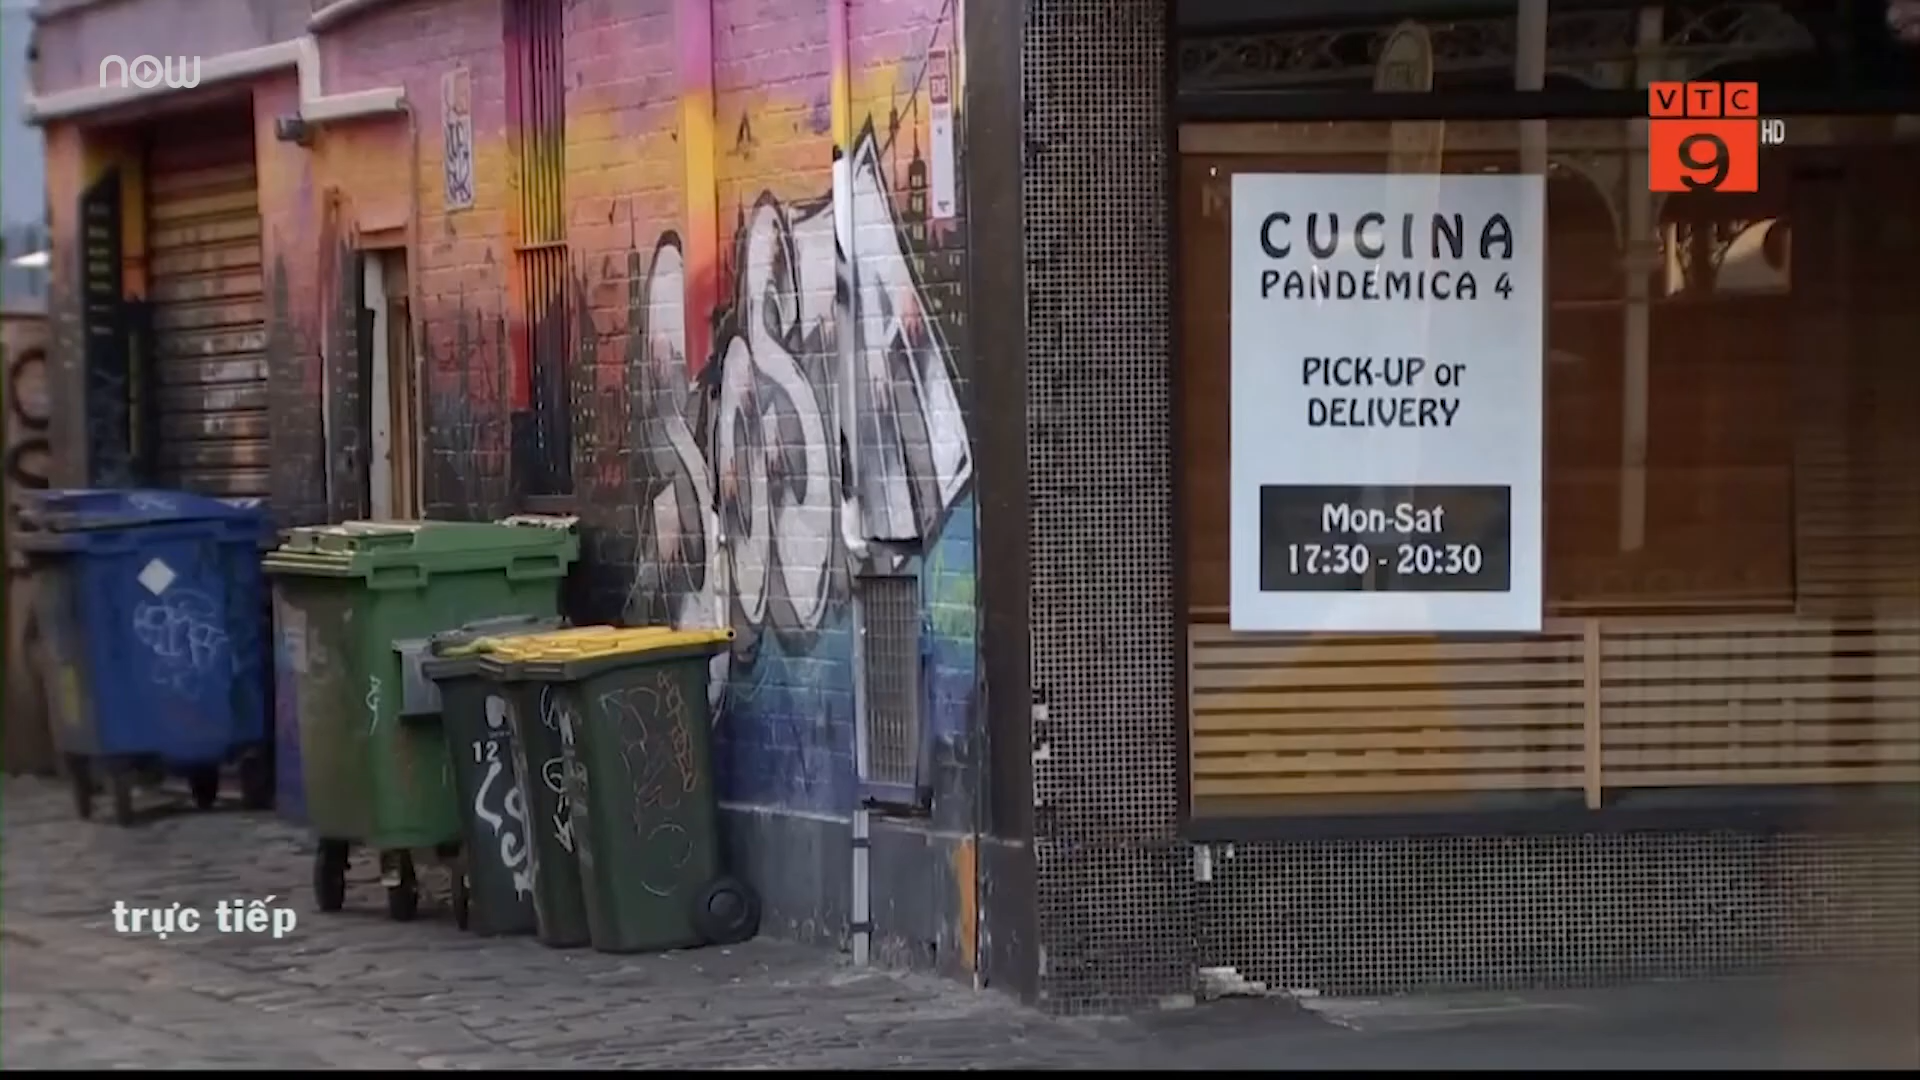 now
VTC
9
HD
CUCINA
PANDEMICA 4
PICK-UP or
DELIVERY
Mon-Sat
17:30 - 20:30
12
trực tiếp